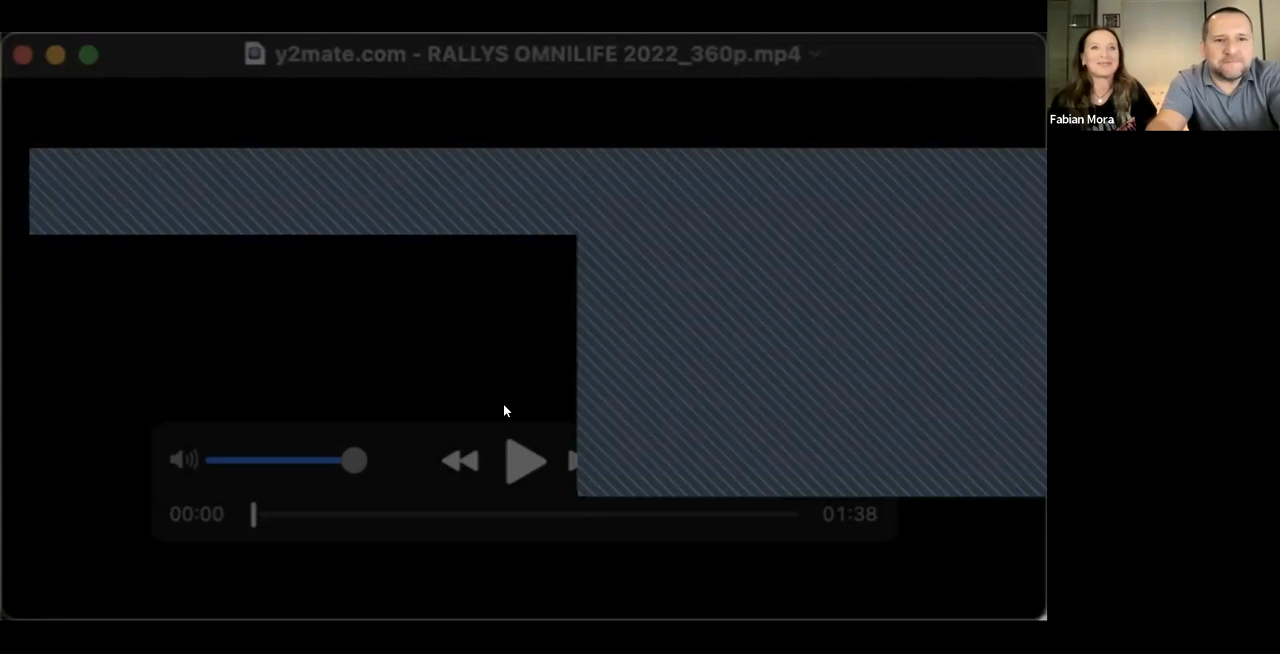 y2mate.com - RALLYS OMNILIFE 2022_360p.mp4
Fabian Mora
00:00
01:38